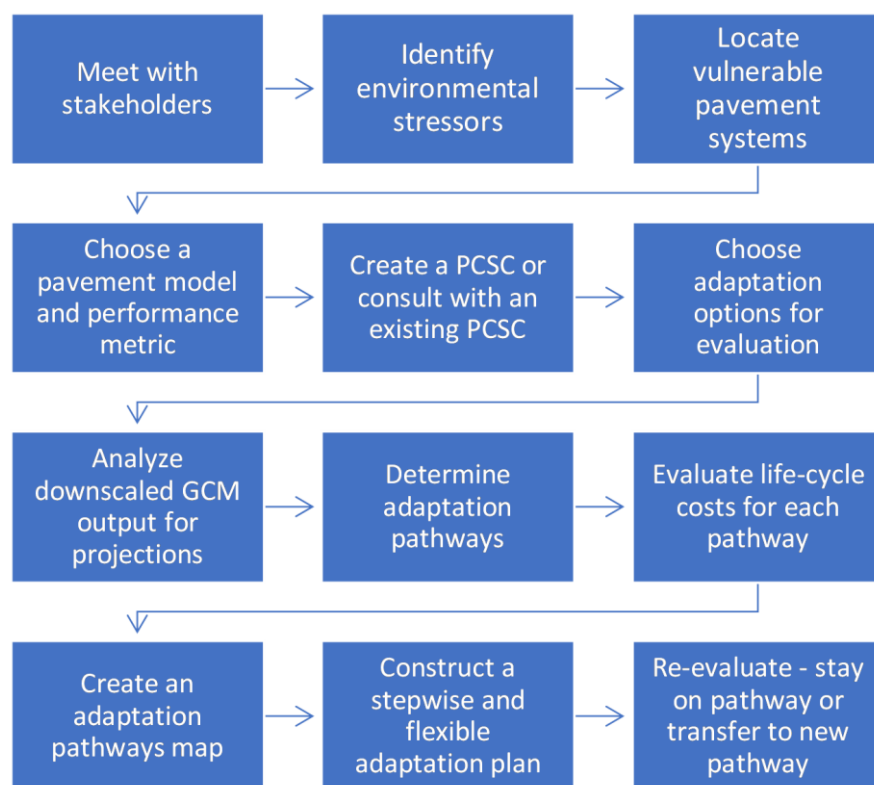 Meet with
stakeholders
Identify
environmental
stressors
Locate
vulnerable
pavement
systems
Choose a
pavement model
and performance
metric
Create a PCSC or
consult with an
existing PCSC
Choose
adaptation
options for
evaluation
Analyze
downscaled GCM
output for
projections
Determine
adaptation
pathways
Evaluate life-cycle
costs for each
pathway
Create an
adaptation
pathways map
Construct a
stepwise and
flexible
adaptation plan
Re-evaluate - stay
on pathway or
transfer to new
pathway